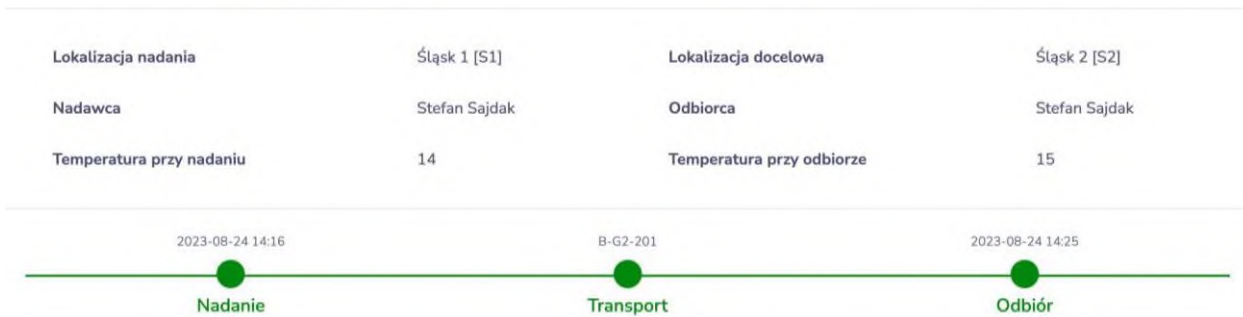 Lokalizacja nadania Śląsk 1 [S1] Lokalizacja docelowa Śląsk 2 [S2]
Nadawca Stefan Sajdak Odbiorca Stefan Sajdak
Temperatura przy nadaniu 14 Temperatura przy odbiorze 15
2023-08-24 14:16 B-G2-201 2023-08-24 14:25
Nadanie Transport Odbiór